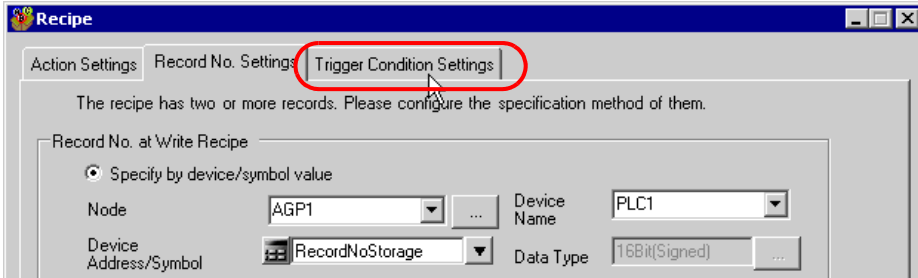 Recipe
Action Settings
Record No. Settings
Trigger Condition Settings
The recipe has two or more records. Please configure the specification method of them.
Record No. at Write Recipe
Specify by device/symbol value
Node
AGP1
...
Device
Name
PLC1
Device
Address/Symbol
RecordNoStorage
Data Type
16Bit(Signed)
...